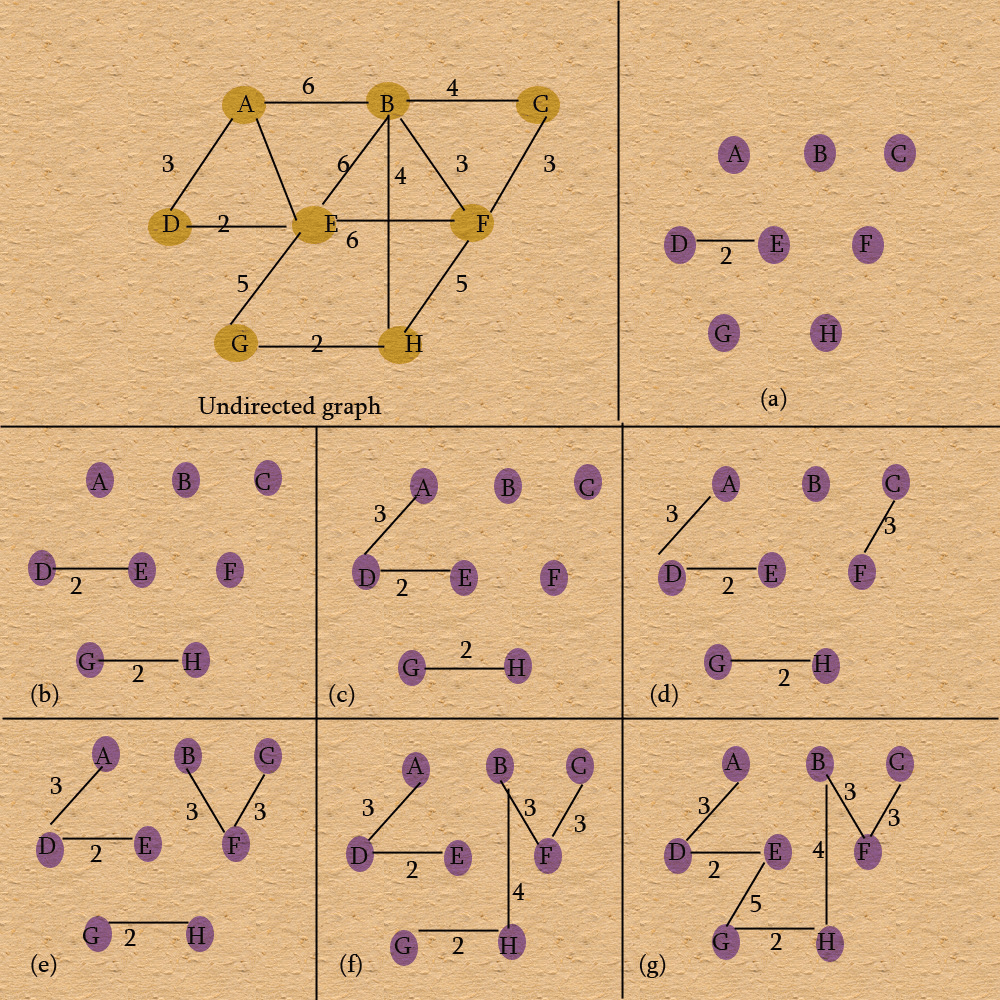 6 4
A B C
3 6 4 3 3
D 2 E F
6
5 5
G 2 H
Undirected graph
A B C
D E F
2
G H
(a)
A B C
D E F
2
G H
2
(b)
A B C
3
D E F
2
2
G H
(c)
A B C
3 3
D E F
2
G H
2
(d)
A B C
3 3 3
D E F
2
G H
2
(e)
A B C
3 3 3
D E F
2
4
G H
2
(f)
A B C
3 3 3
D E 4 F
2
5
G H
2
(g)